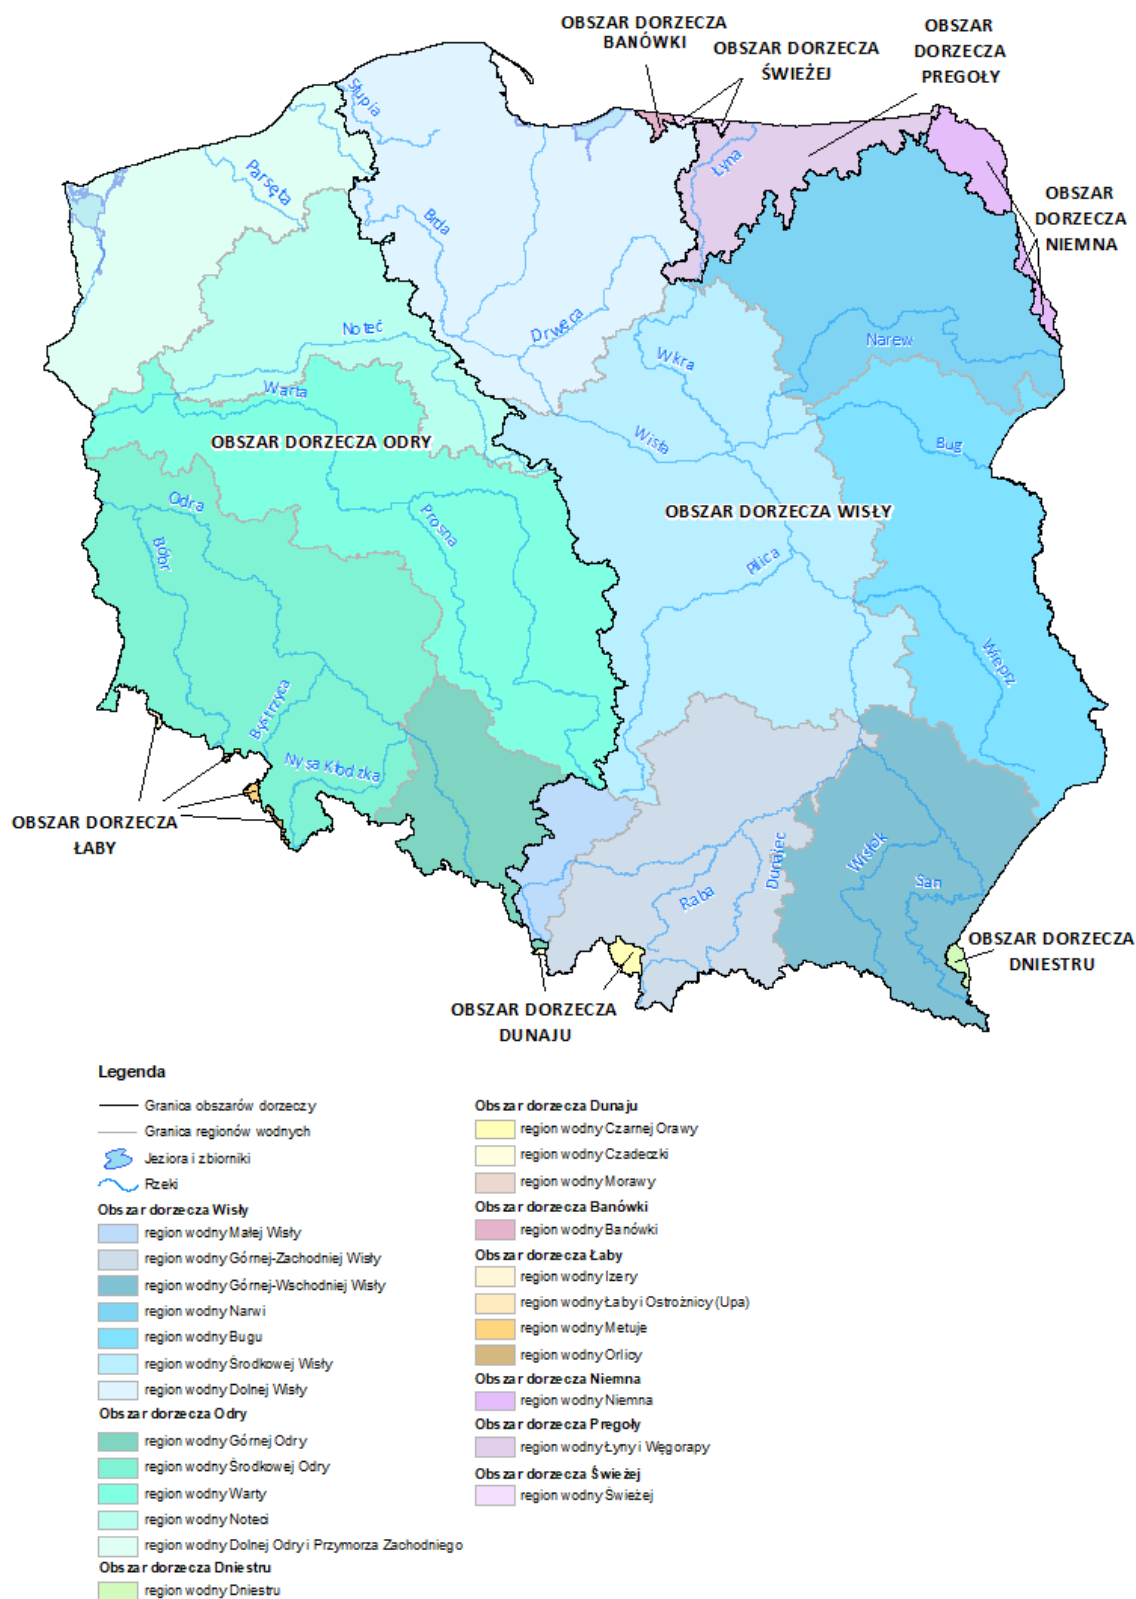 OBSZAR DORZECZA
BANÓWKI
OBSZAR DORZECZA
ŚWIEŻEJ
OBSZAR
DORZECZA
PREGOŁY
Słupia
Łyna
Parsęta
Brda
OBSZAR
DORZECZA
NIEMNA
Drwęca
Noteć
Wkra
Narew
Warta
OBSZAR DORZECZA ODRY
Wisła
Bug
Odra
Prosna
OBSZAR DORZECZA WISŁY
Bóbr
Pilica
Wieprz
Bystrzyca
Nysa Kłodzka
OBSZAR DORZECZA
ŁABY
Dunajec
Wisłok
San
Raba
OBSZAR DORZECZA
DNIESTRU
OBSZAR DORZECZA
DUNAJU
Legenda
Granica obszarów dorzeczy
Granica regionów wodnych
Jeziora i zbiorniki
Rzeki
Obszar dorzecza Wisły
region wodny Małej Wisły
region wodny Górnej-Zachodniej Wisły
region wodny Górnej-Wschodniej Wisły
region wodny Narwi
region wodny Bugu
region wodny Środkowej Wisły
region wodny Dolnej Wisły
Obszar dorzecza Odry
region wodny Górnej Odry
region wodny Środkowej Odry
region wodny Warty
region wodny Noteci
region wodny Dolnej Odry i Przymorza Zachodniego
Obszar dorzecza Dniestru
region wodny Dniestru
Obszar dorzecza Dunaju
region wodny Czarnej Orawy
region wodny Czadeczki
region wodny Morawy
Obszar dorzecza Banówki
region wodny Banówki
Obszar dorzecza Łaby
region wodny Izery
region wodny Łaby i Ostrożnicy (Upa)
region wodny Metuje
region wodny Orlicy
Obszar dorzecza Niemna
region wodny Niemna
Obszar dorzecza Pregoły
region wodny Łyny i Węgorapy
Obszar dorzecza Świeżej
region wodny Świeżej